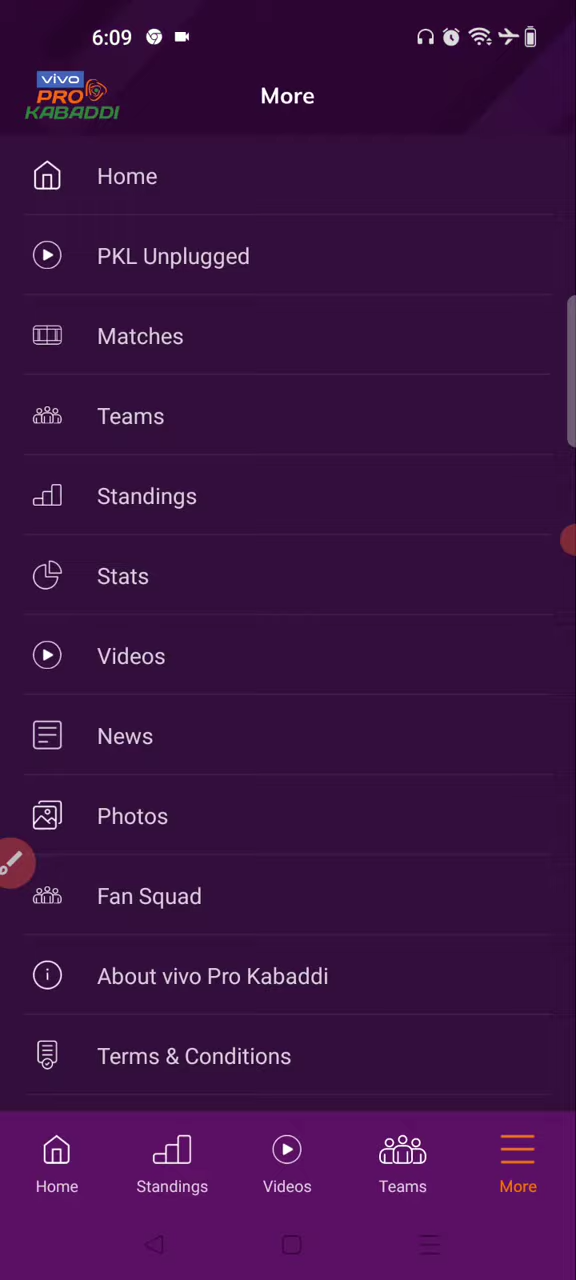 6:09
vivo
PRO
KABADDI
More
Home
PKL Unplugged
Matches
Teams
Standings
Stats
Videos
News
Photos
Fan Squad
About vivo Pro Kabaddi
Terms & Conditions
Home
Standings
Videos
Teams
More